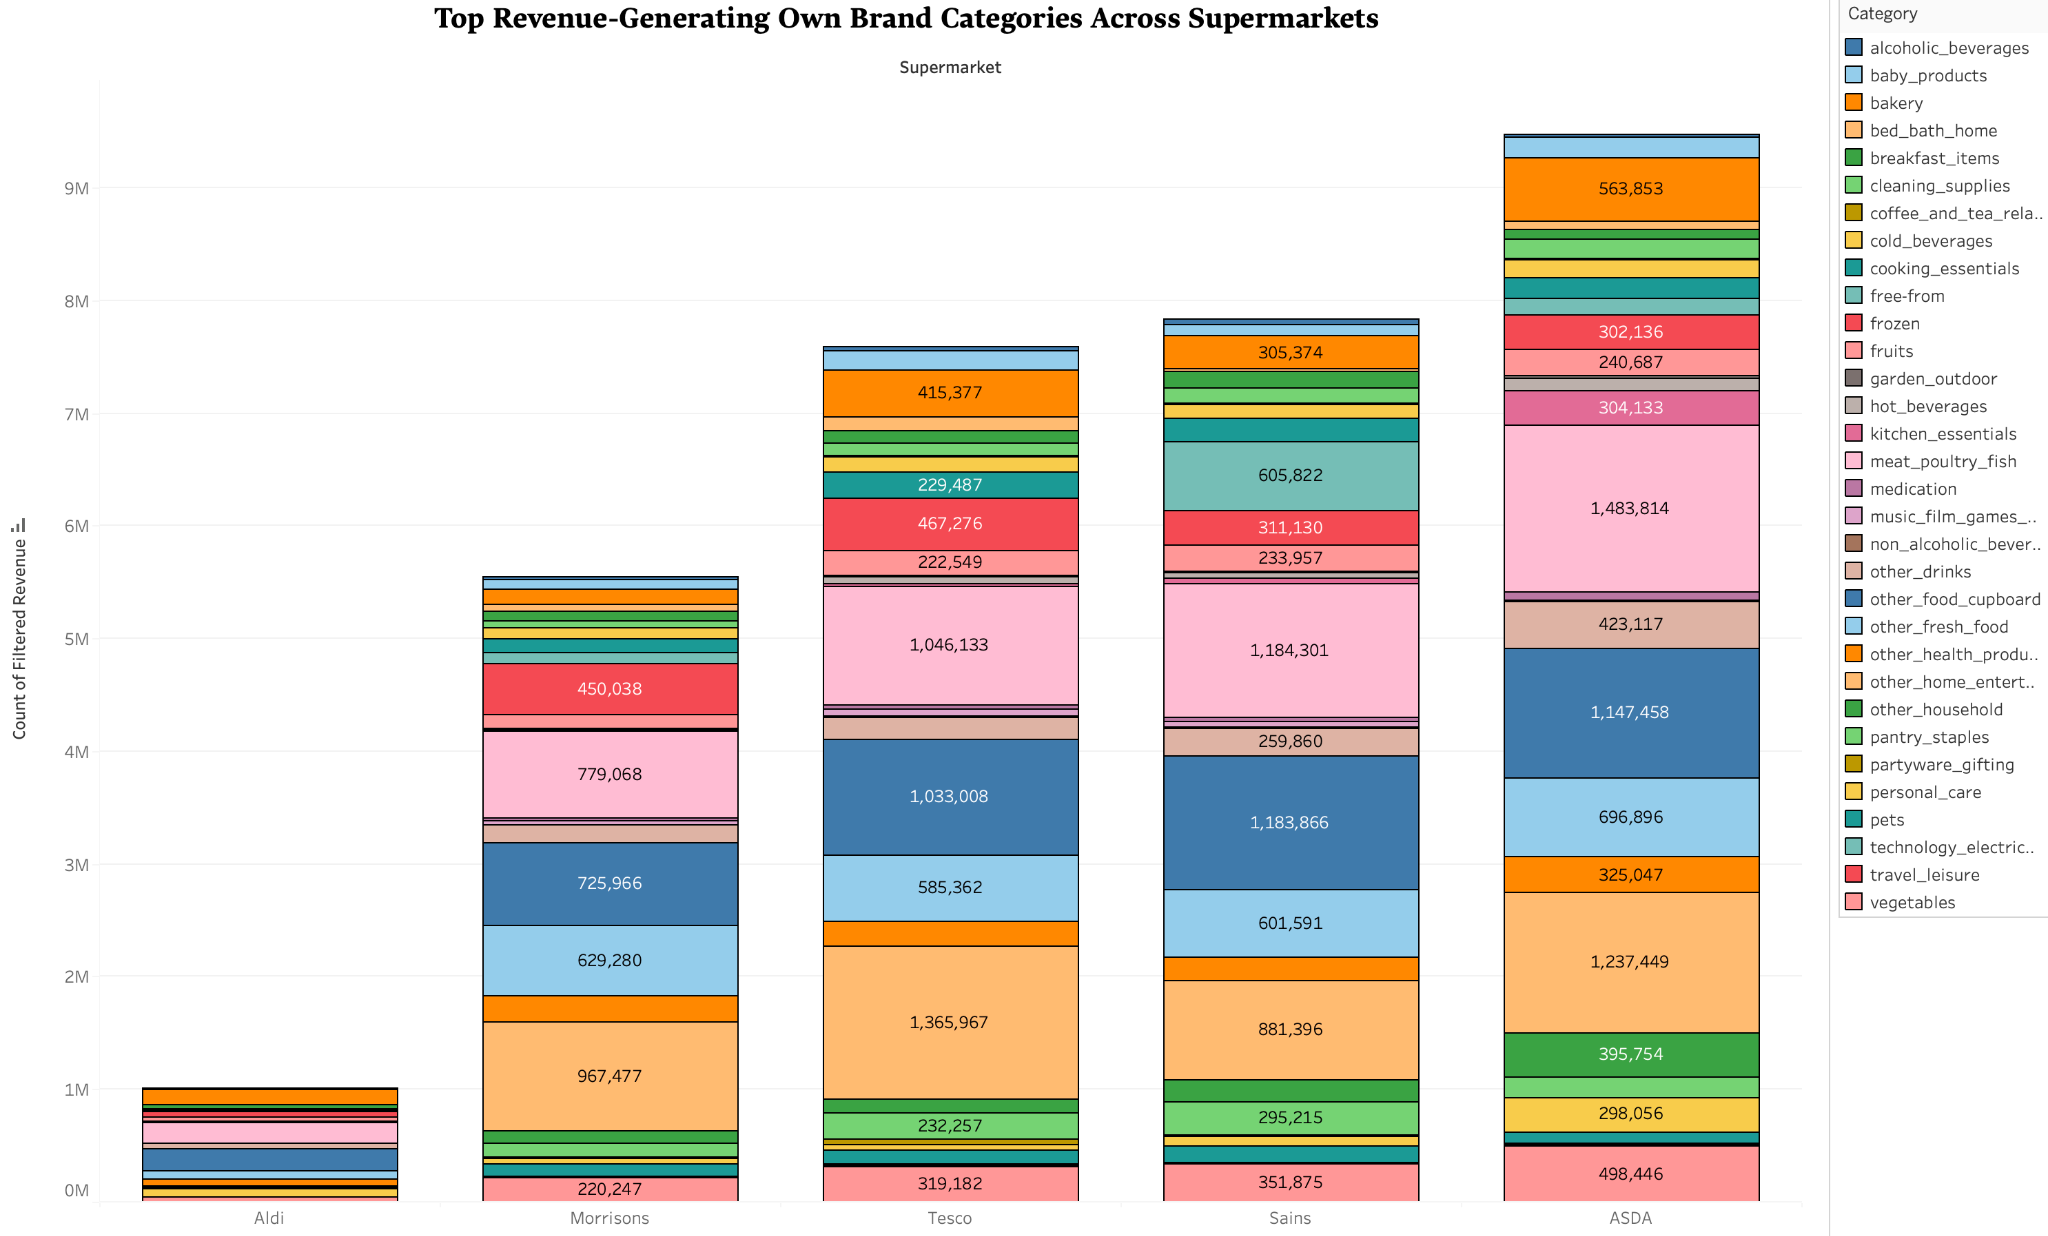 Top Revenue-Generating Own Brand Categories Across Supermarkets
Supermarket
Count of Filtered Revenue
9M
8M
7M
6M
5M
4M
3M
2M
1M
0M
Aldi
Morrisons
Tesco
Sains
ASDA
450,038
779,068
725,966
629,280
967,477
220,247
415,377
229,487
467,276
222,549
1,046,133
1,033,008
585,362
1,365,967
232,257
319,182
305,374
605,822
311,130
233,957
1,184,301
259,860
1,183,866
601,591
881,396
295,215
351,875
563,853
302,136
240,687
304,133
1,483,814
423,117
1,147,458
696,896
325,047
1,237,449
395,754
298,056
498,446
Category
alcoholic_beverages
baby_products
bakery
bed_bath_home
breakfast_items
cleaning_supplies
coffee_and_tea_rela..
cold_beverages
cooking_essentials
free-from
frozen
fruits
garden_outdoor
hot_beverages
kitchen_essentials
meat_poultry_fish
medication
music_film_games_..
non_alcoholic_bever..
other_drinks
other_food_cupboard
other_fresh_food
other_health_produ..
other_home_entert..
other_household
pantry_staples
partyware_gifting
personal_care
pets
technology_electric..
travel_leisure
vegetables